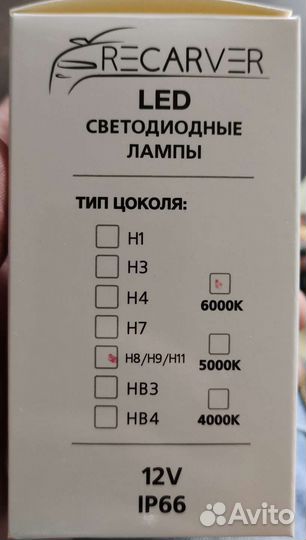 RECARVER
LED
СВЕТОДИОДНЫЕ
ЛАМПЫ
ТИП ЦОКОЛЯ:
H1
H3
H4
H7
H8/H9/H11
HB3
HB4
6000K
5000K
4000K
12V
IP66
Avito